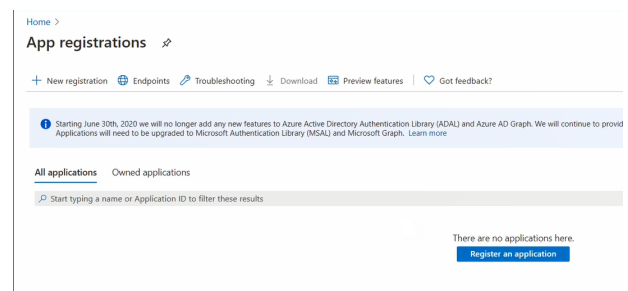 Home >
App registrations
New registration Endpoints Troubleshooting Download Preview features Got feedback?
Starting June 30th, 2020 we will no longer add any new features to Azure Active Directory Authentication Library (ADAL) and Azure AD Graph. We will continue to provid
Applications will need to be upgraded to Microsoft Authentication Library (MSAL) and Microsoft Graph. Learn more
All applications Owned applications
Start typing a name or Application ID to filter these results
There are no applications here.
Register an application